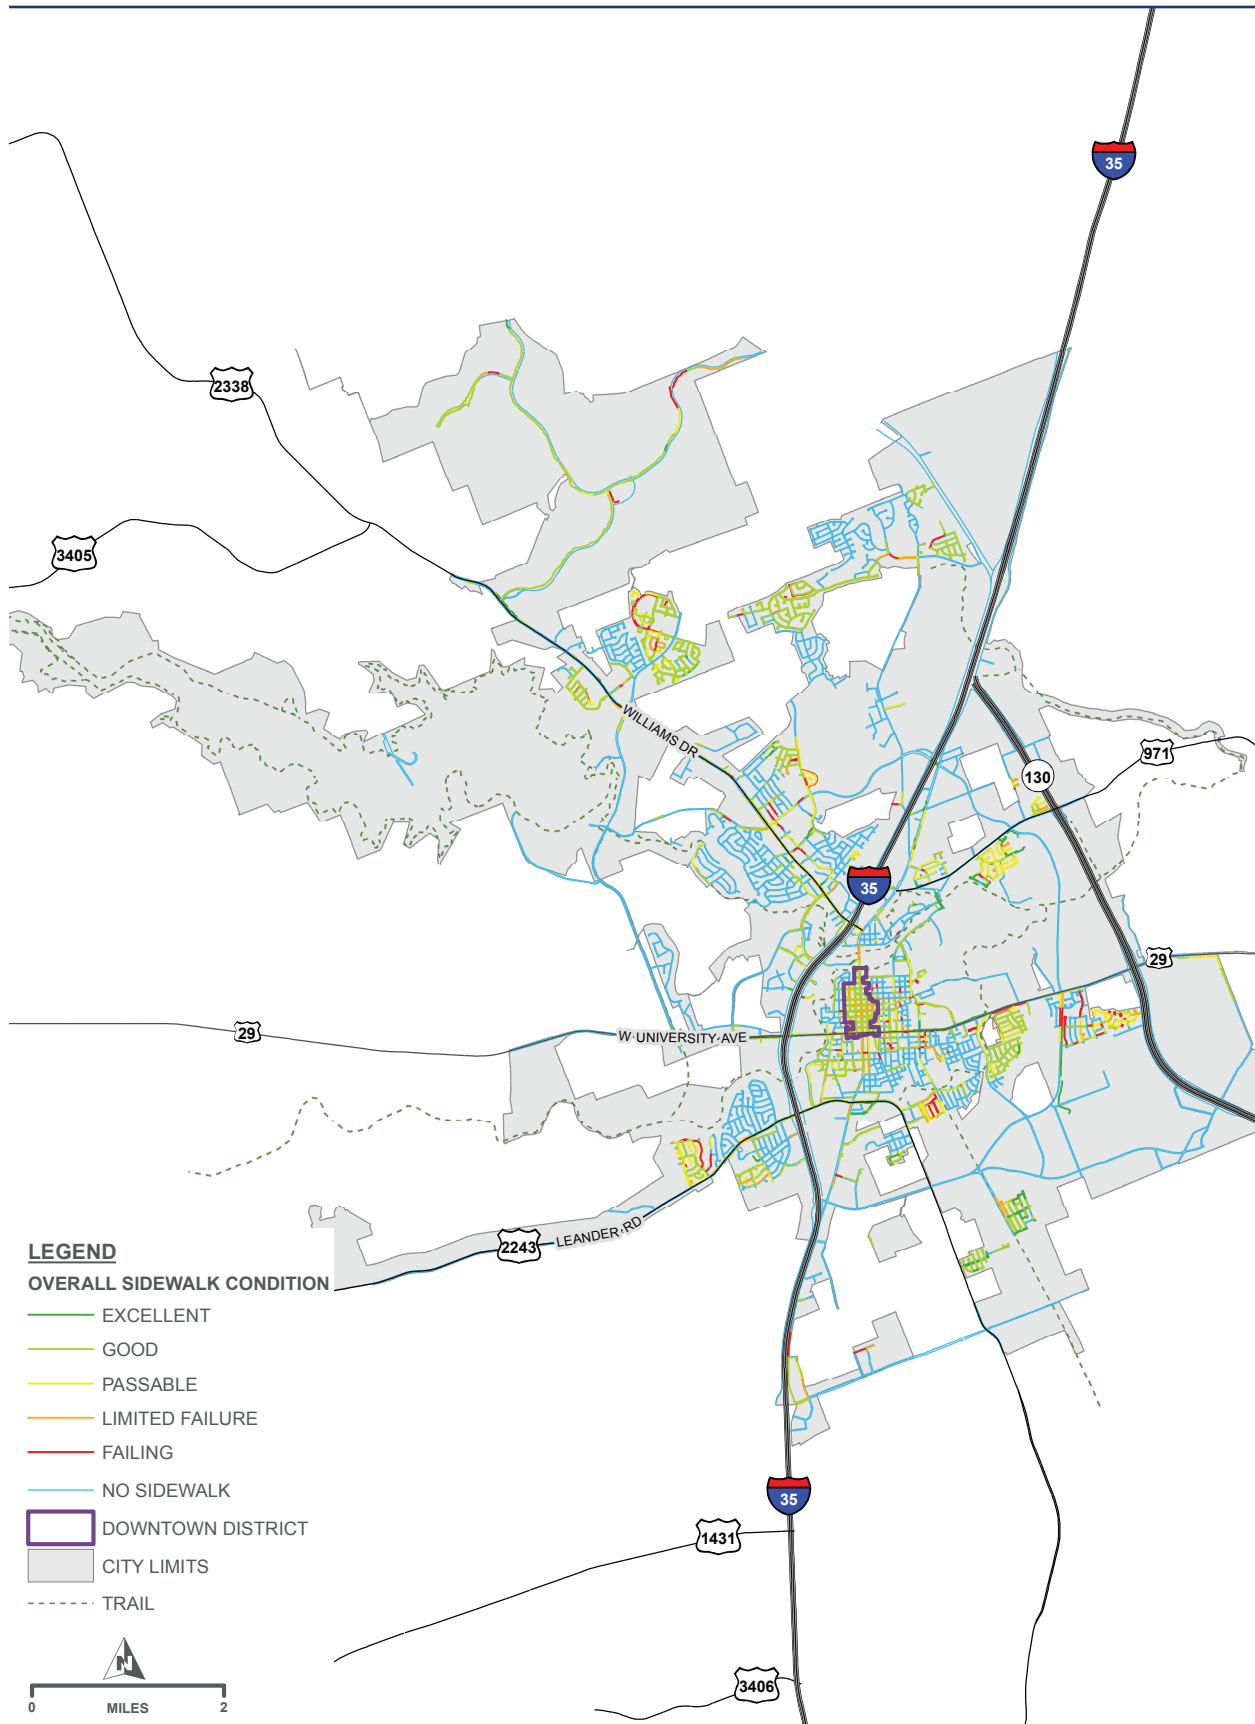 35
2338
3405
WILLIAMS DR
971
130
35
29
29
W UNIVERSITY AVE
2243
LEANDER RD
LEGEND
OVERALL SIDEWALK CONDITION
EXCELLENT
GOOD
PASSABLE
LIMITED FAILURE
FAILING
NO SIDEWALK
DOWNTOWN DISTRICT
CITY LIMITS
TRAIL
N
0 MILES 2
35
1431
3406